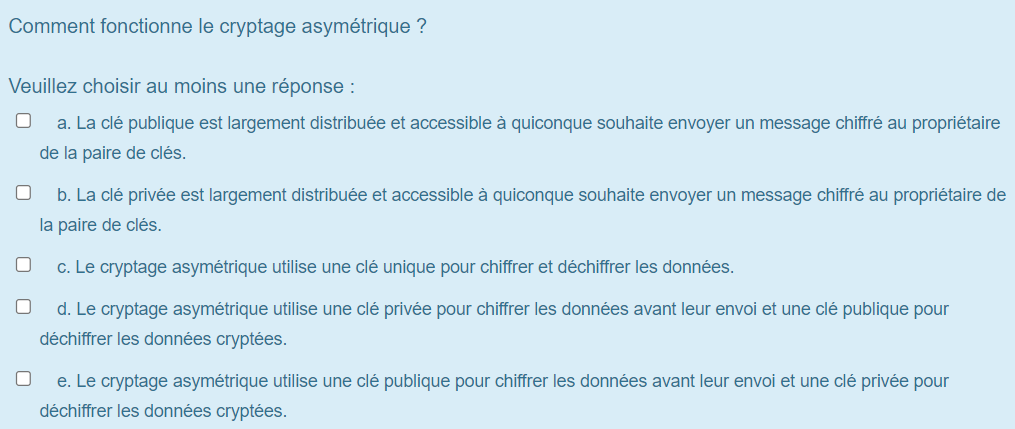 Comment fonctionne le cryptage asymétrique ?
Veuillez choisir au moins une réponse :
a. La clé publique est largement distribuée et accessible à quiconque souhaite envoyer un message chiffré au propriétaire
de la paire de clés.
b. La clé privée est largement distribuée et accessible à quiconque souhaite envoyer un message chiffré au propriétaire de
la paire de clés.
c. Le cryptage asymétrique utilise une clé unique pour chiffrer et déchiffrer les données.
d. Le cryptage asymétrique utilise une clé privée pour chiffrer les données avant leur envoi et une clé publique pour
déchiffrer les données cryptées.
e. Le cryptage asymétrique utilise une clé publique pour chiffrer les données avant leur envoi et une clé privée pour
déchiffrer les données cryptées.